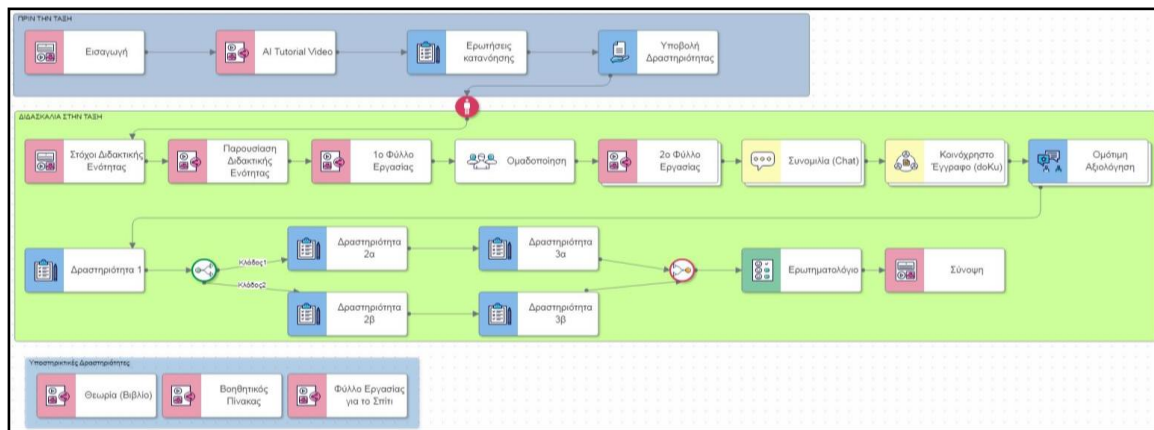 ΠΡΙΝ ΤΗΝ ΤΑΞΗ
Εισαγωγή
AI Tutorial Video
Ερωτήσεις
κατανόησης
Υποβολή
Δραστηριότητας
ΔΙΔΑΣΚΑΛΙΑ ΣΤΗΝ ΤΑΞΗ
Στόχοι Διδακτικής
Ενότητας
Παρουσίαση
Διδακτικής
Ενότητας
1ο Φύλλο
Εργασίας
Ομαδοποίηση
2ο Φύλλο
Εργασίας
Συνομιλία (Chat)
Κοινόχρηστο
Έγγραφο (doKu)
Ομότιμη
Αξιολόγηση
Δραστηριότητα 1
Κλάδος1
Κλάδος2
Δραστηριότητα
2α
Δραστηριότητα
3α
Δραστηριότητα
2β
Δραστηριότητα
3β
Ερωτηματολόγιο
Σύνοψη
Υποστηρικτικές Δραστηριότητες
Θεωρία (Βιβλίο)
Βοηθητικός
Πίνακας
Φύλλο Εργασίας
για το Σπίτι